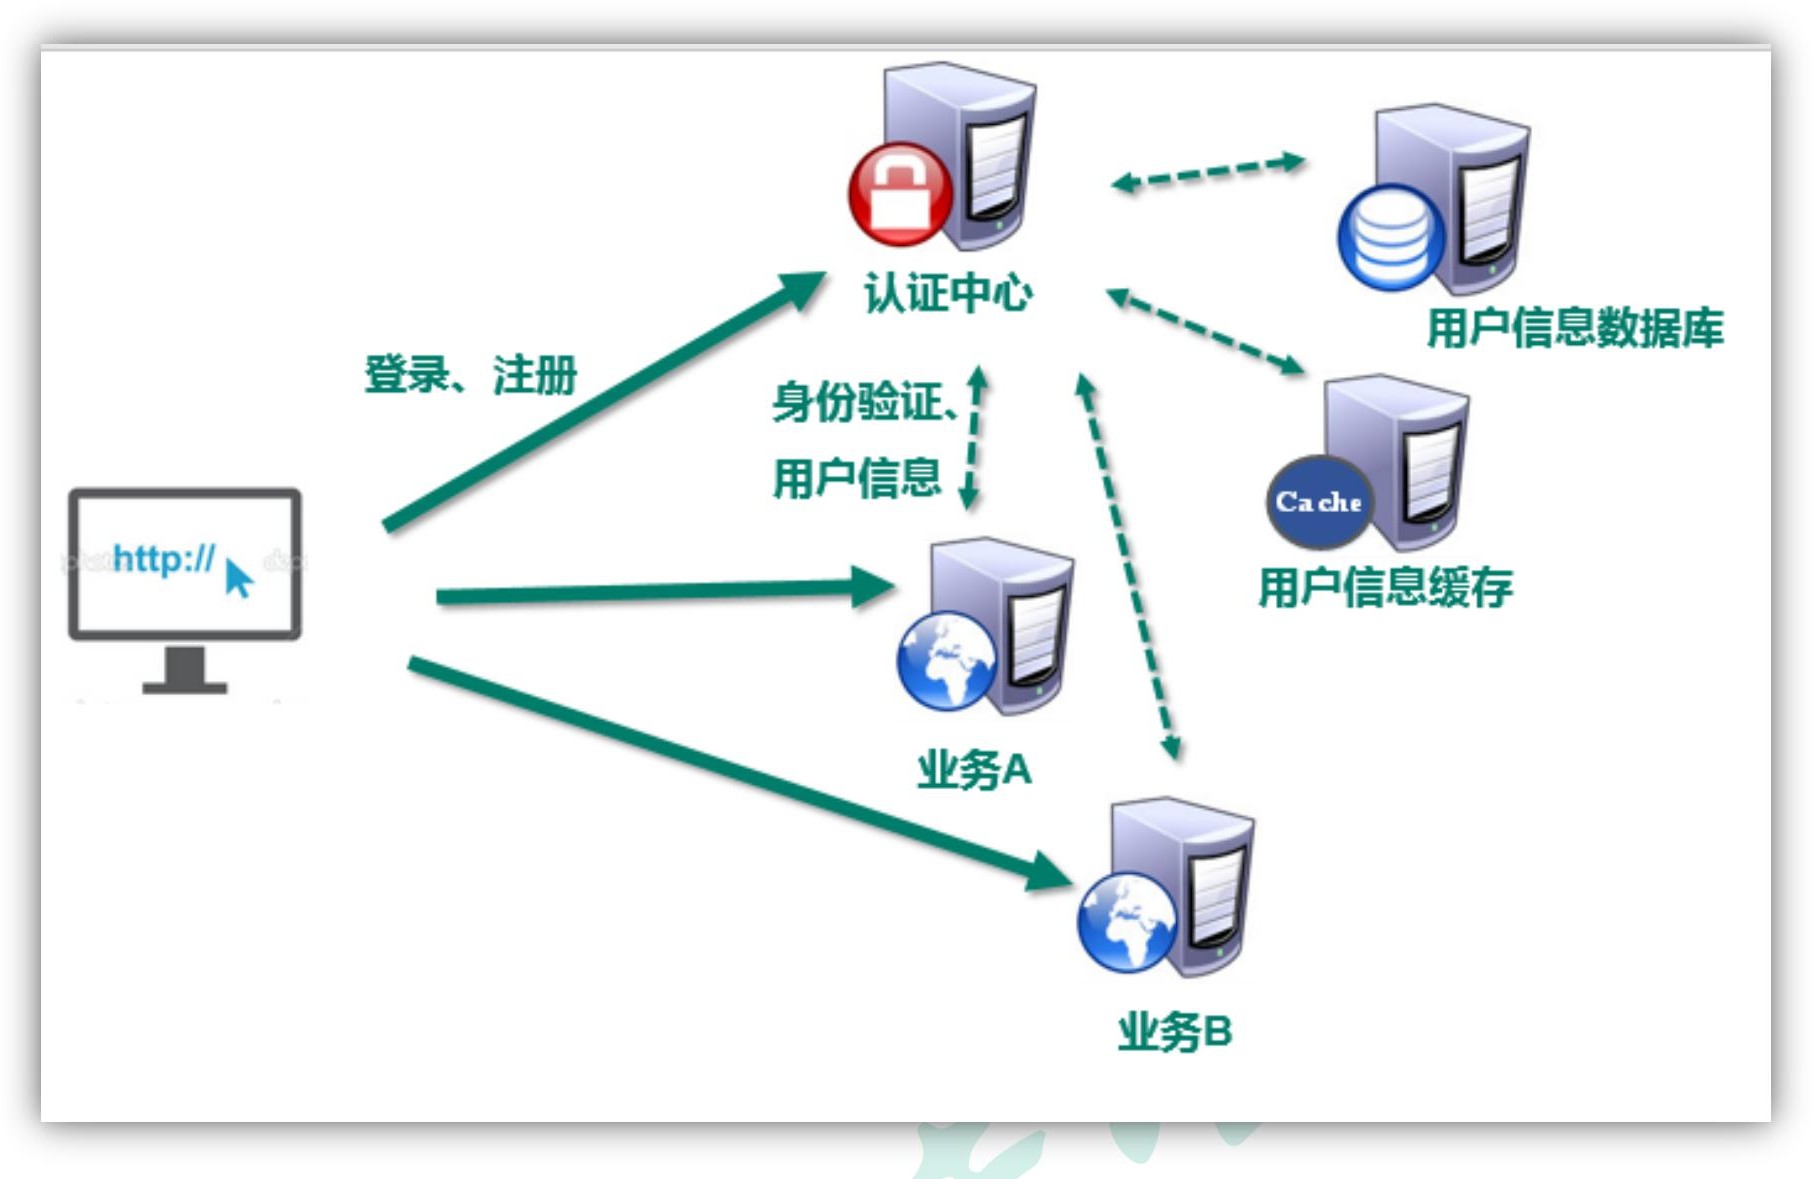 认证中心
用户信息数据库
登录、注册
身份验证、
用户信息
Cache
http://
用户信息缓存
业务A
业务B